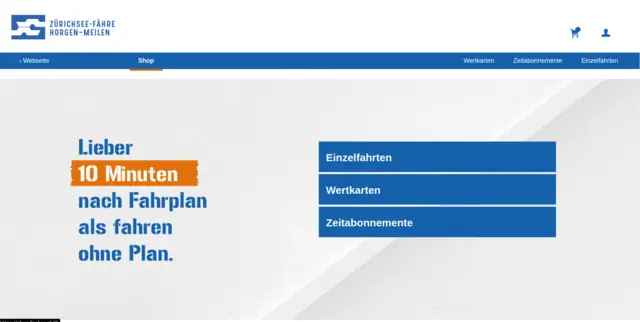 ZÜRICHSEE-FÄHRE
HORGEN-MEILEN
‹ Webseite
Shop
Wertkarten
Zeitabonnemente
Einzelfahrten
Lieber
10 Minuten
nach Fahrplan
als fahren
ohne Plan.
Einzelfahrten
Wertkarten
Zeitabonnemente